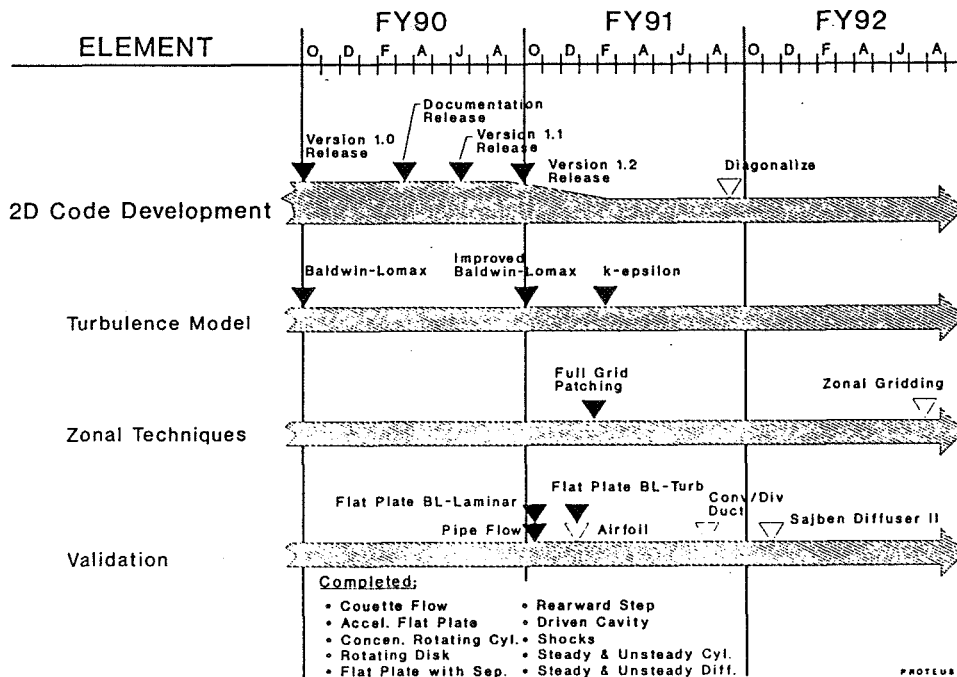 FY90 FY91 FY92
ELEMENT
O D F A J A O D F A J A O D F A J A
Documentation
Release
Version 1.0
Release
Version 1.1
Release
Version 1.2
Release
Diagonalize
2D Code Development
Baldwin-Lomax
Improved
Baldwin-Lomax
k-epsilon
Turbulence Model
Full Grid
Patching
Zonal Gridding
Zonal Techniques
Flat Plate BL-Laminar
Flat Plate BL-Turb
Conv/Div
Duct
Pipe Flow
Airfoil
Sajben Diffuser II
Validation
Completed:
• Couette Flow
• Accel. Flat Plate
• Concen. Rotating Cyl.
• Rotating Disk
• Flat Plate with Sep.
• Rearward Step
• Driven Cavity
• Shocks
• Steady & Unsteady Cyl.
• Steady & Unsteady Diff.
PROTEUS